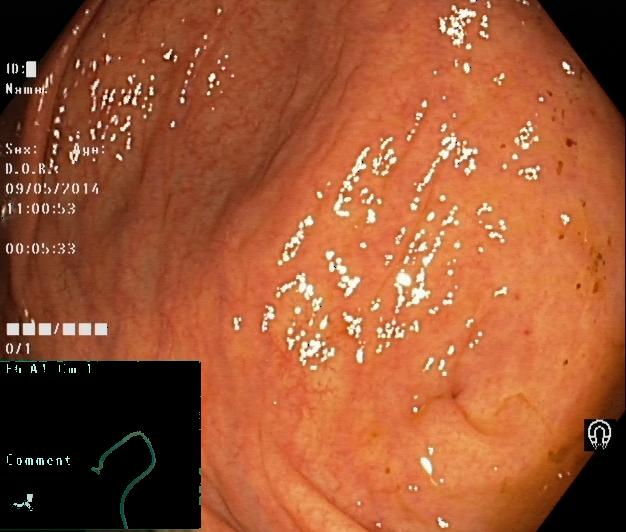 ID:
Name:
Sex: Age:
D.O.B.:
09/05/2014
11:00:53
00:05:33
/
0/1
Eh A1 Cm 1
Comment